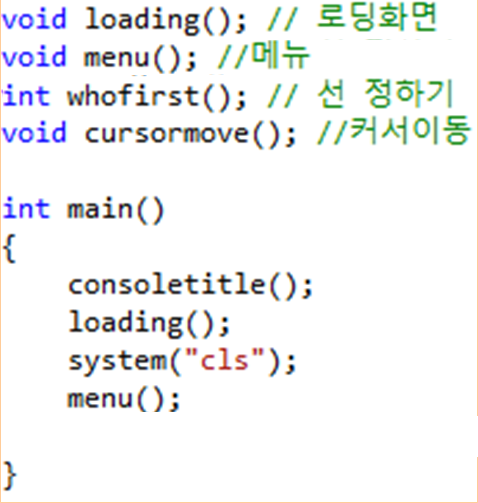 void loading(); // 로딩화면
void menu(); //메뉴
int whofirst(); // 선 정하기
void cursormove(); //커서이동
int main()
{
consoletitle();
loading();
system("cls");
menu();
}